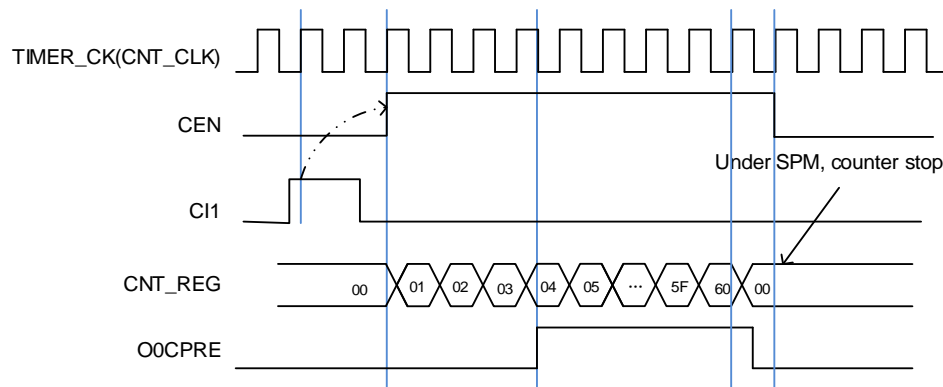 TIMER_CK(CNT_CLK)
CEN
Under SPM, counter stop
CI1
CNT_REG 00 01 02 03 04 05 ... 5F 60 00
O0CPRE